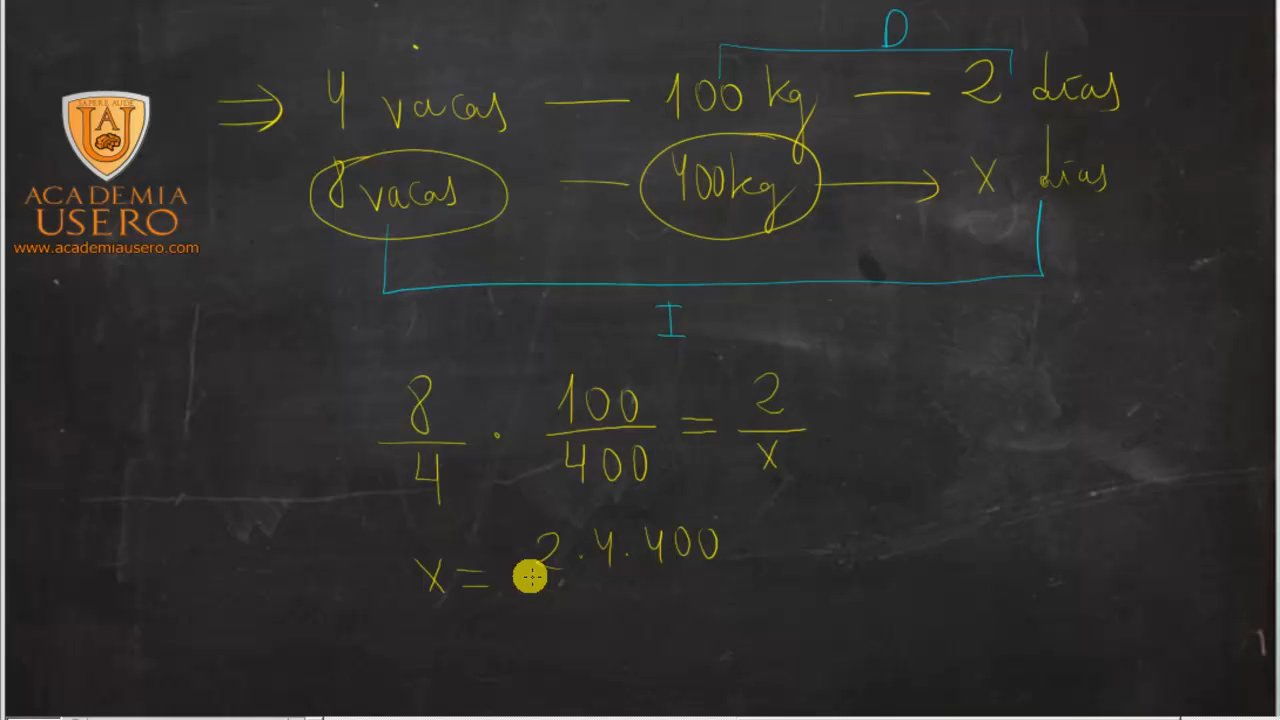 D
⇒ 4 vacas — 100 kg — 2 días
8 vacas — 400kg → x días
I
8/4 · 100/400 = 2/x
x = 2·4·400
SAPERE AUDE
UAU
ACADEMIA
USERO
www.academiausero.com